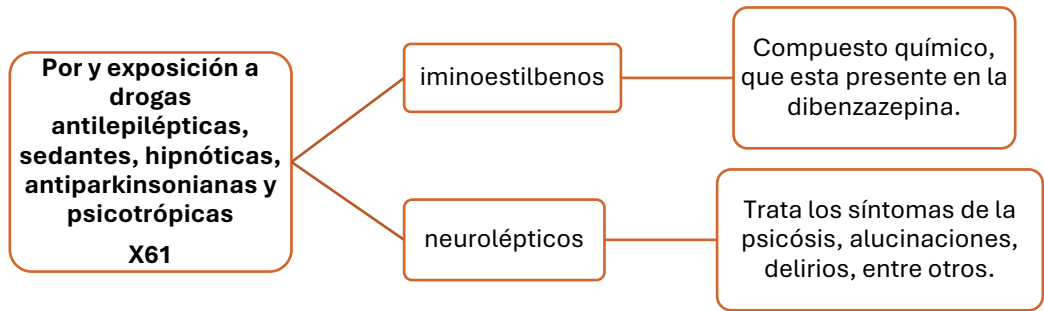 Por y exposición a
drogas
antilepilépticas,
sedantes, hipnóticas,
antiparkinsonianas y
psicotrópicas
X61
iminoestilbenos
Compuesto químico,
que esta presente en la
dibenzazepina.
neurolépticos
Trata los síntomas de la
psicósis, alucinaciones,
delirios, entre otros.